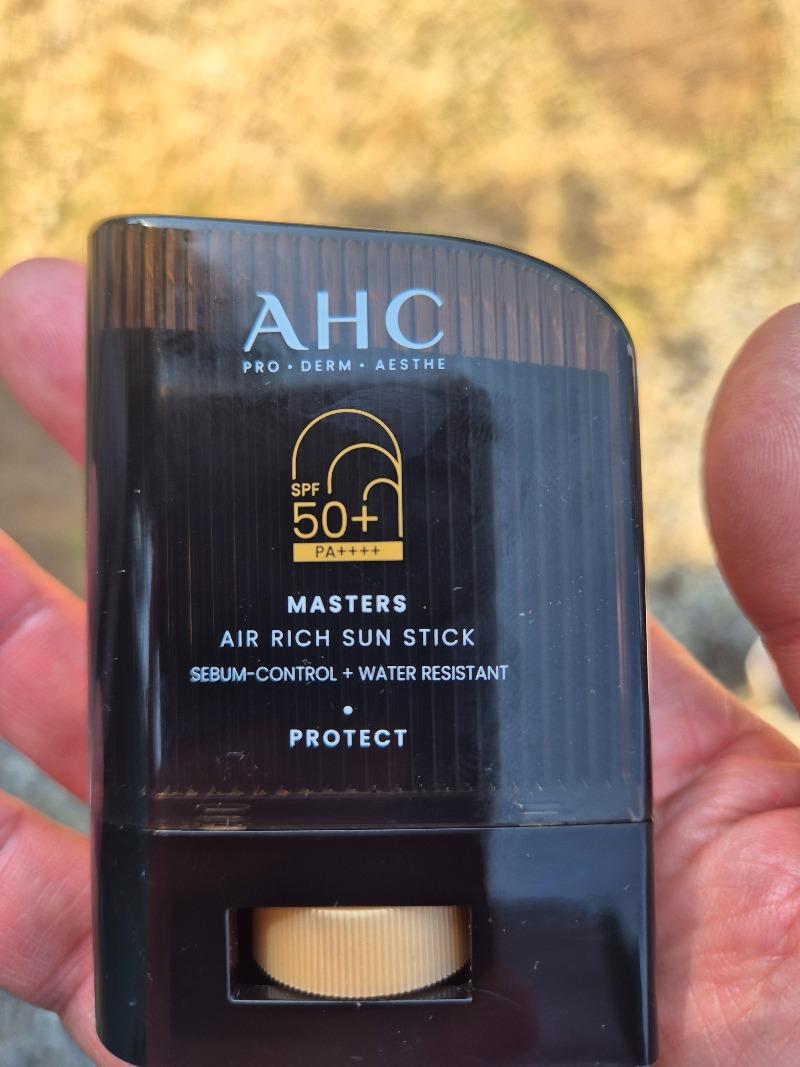 AHC
PRO • DERM • AESTHE
SPF
50+
PA++++
MASTERS
AIR RICH SUN STICK
SEBUM-CONTROL + WATER RESISTANT
•
PROTECT